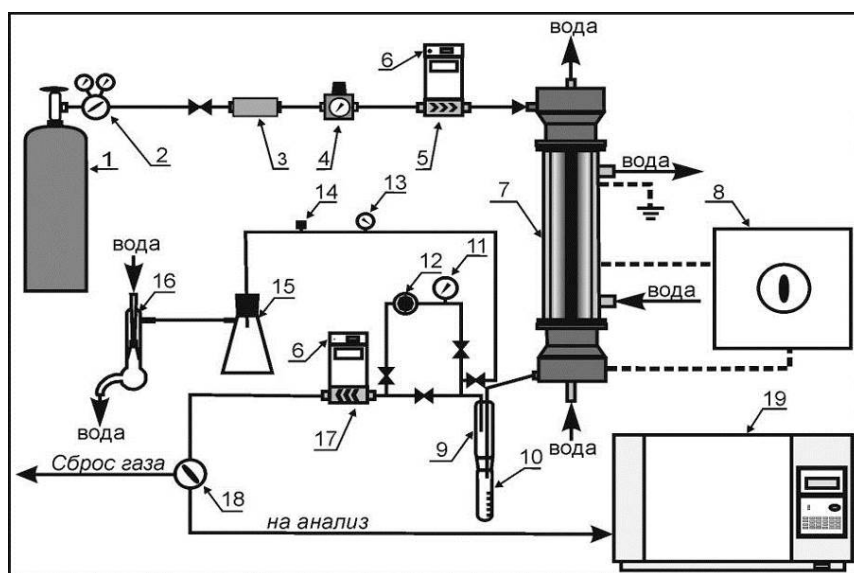 вода
6
вода
1
2
3
4
5
7
8
14
13
вода
вода
16
15
12
11
вода
6
17
9
10
19
вода
вода
Сброс газа
18
на анализ